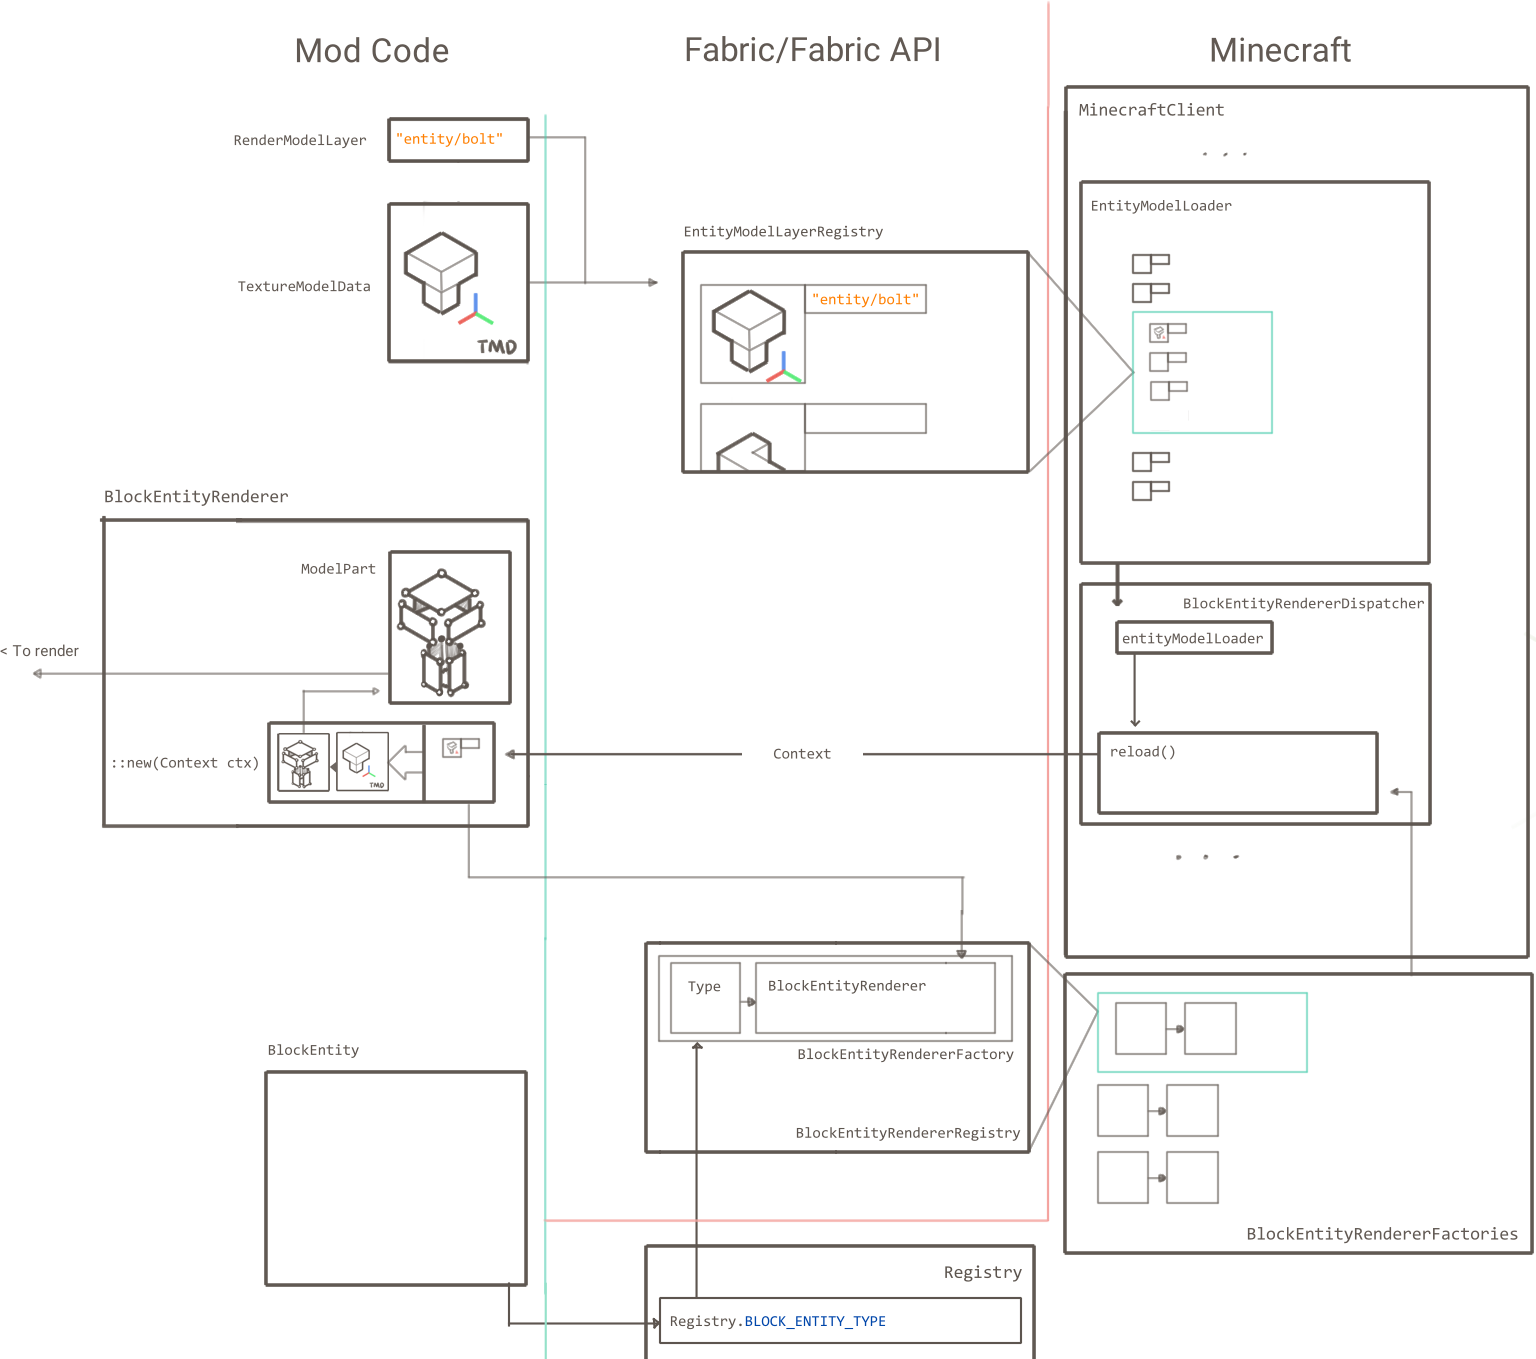 Mod Code
Fabric/Fabric API
Minecraft
MinecraftClient
. . .
RenderModelLayer
"entity/bolt"
EntityModelLoader
EntityModelLayerRegistry
TextureModelData
TMD
"entity/bolt"
BlockEntityRenderer
ModelPart
BlockEntityRendererDispatcher
entityModelLoader
< To render
::new(Context ctx)
TMD
Context
reload()
. . .
Type
BlockEntityRenderer
BlockEntityRendererFactory
BlockEntityRendererRegistry
BlockEntity
BlockEntityRendererFactories
Registry
Registry.BLOCK_ENTITY_TYPE